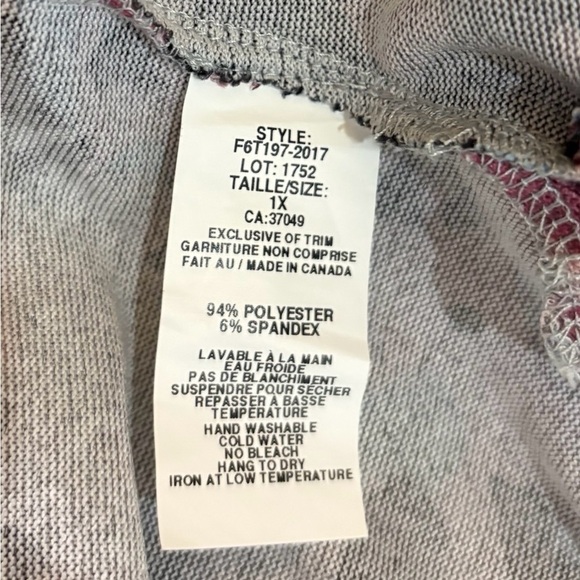 STYLE:
F6T197-2017
LOT: 1752
TAILLE/SIZE:
1X
CA:37049
EXCLUSIVE OF TRIM
GARNITURE NON COMPRISE
FAIT AU / MADE IN CANADA
94% POLYESTER
6% SPANDEX
LAVABLE À LA MAIN
EAU FROIDE
PAS DE BLANCHIMENT
SUSPENDRE POUR SÉCHER
REPASSER À BASSE
TEMPÉRATURE
HAND WASHABLE
COLD WATER
NO BLEACH
HANG TO DRY
IRON AT LOW TEMPERATURE